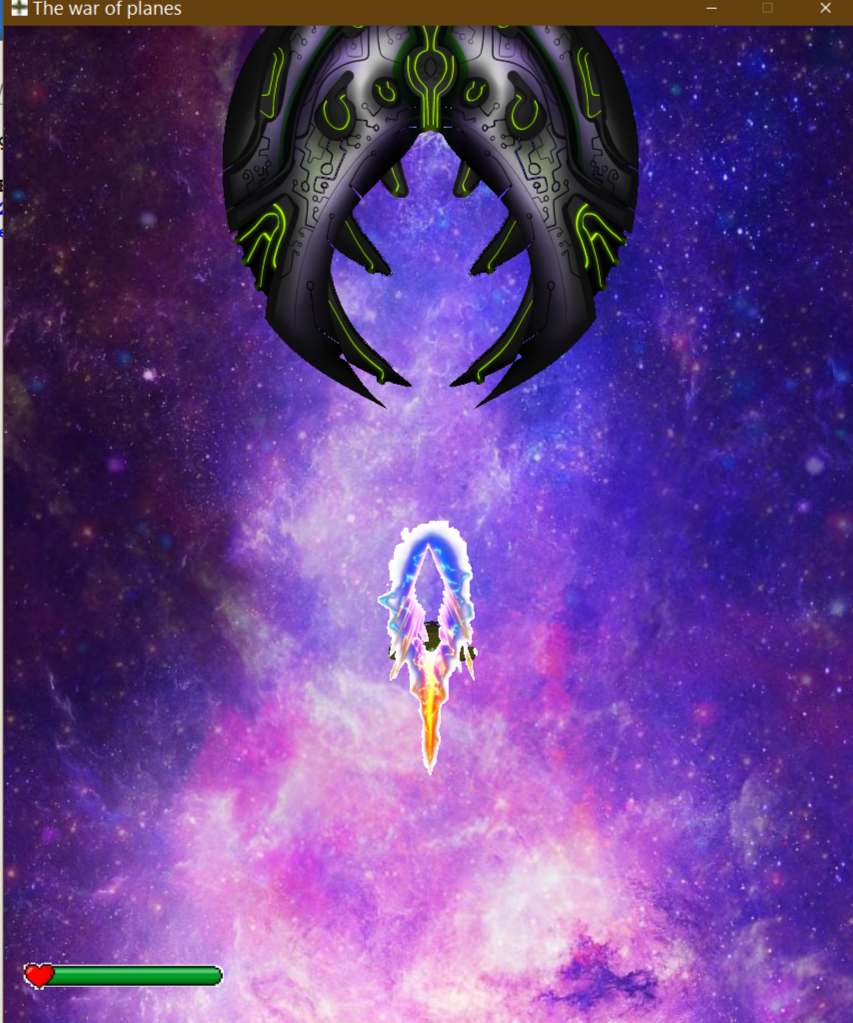 The war of planes